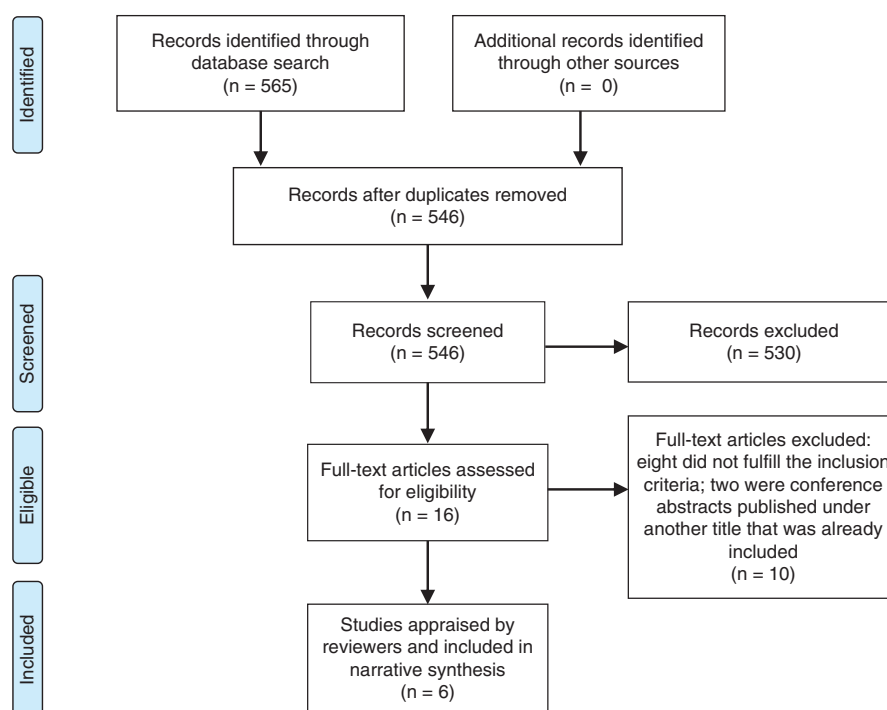 Identified
Records identified through
database search
(n = 565)
Additional records identified
through other sources
(n = 0)
Records after duplicates removed
(n = 546)
Screened
Records screened
(n = 546)
Records excluded
(n = 530)
Eligible
Full-text articles assessed
for eligibility
(n = 16)
Full-text articles excluded:
eight did not fulfill the inclusion
criteria; two were conference
abstracts published under
another title that was already
included
(n = 10)
Included
Studies appraised by
reviewers and included in
narrative synthesis
(n = 6)